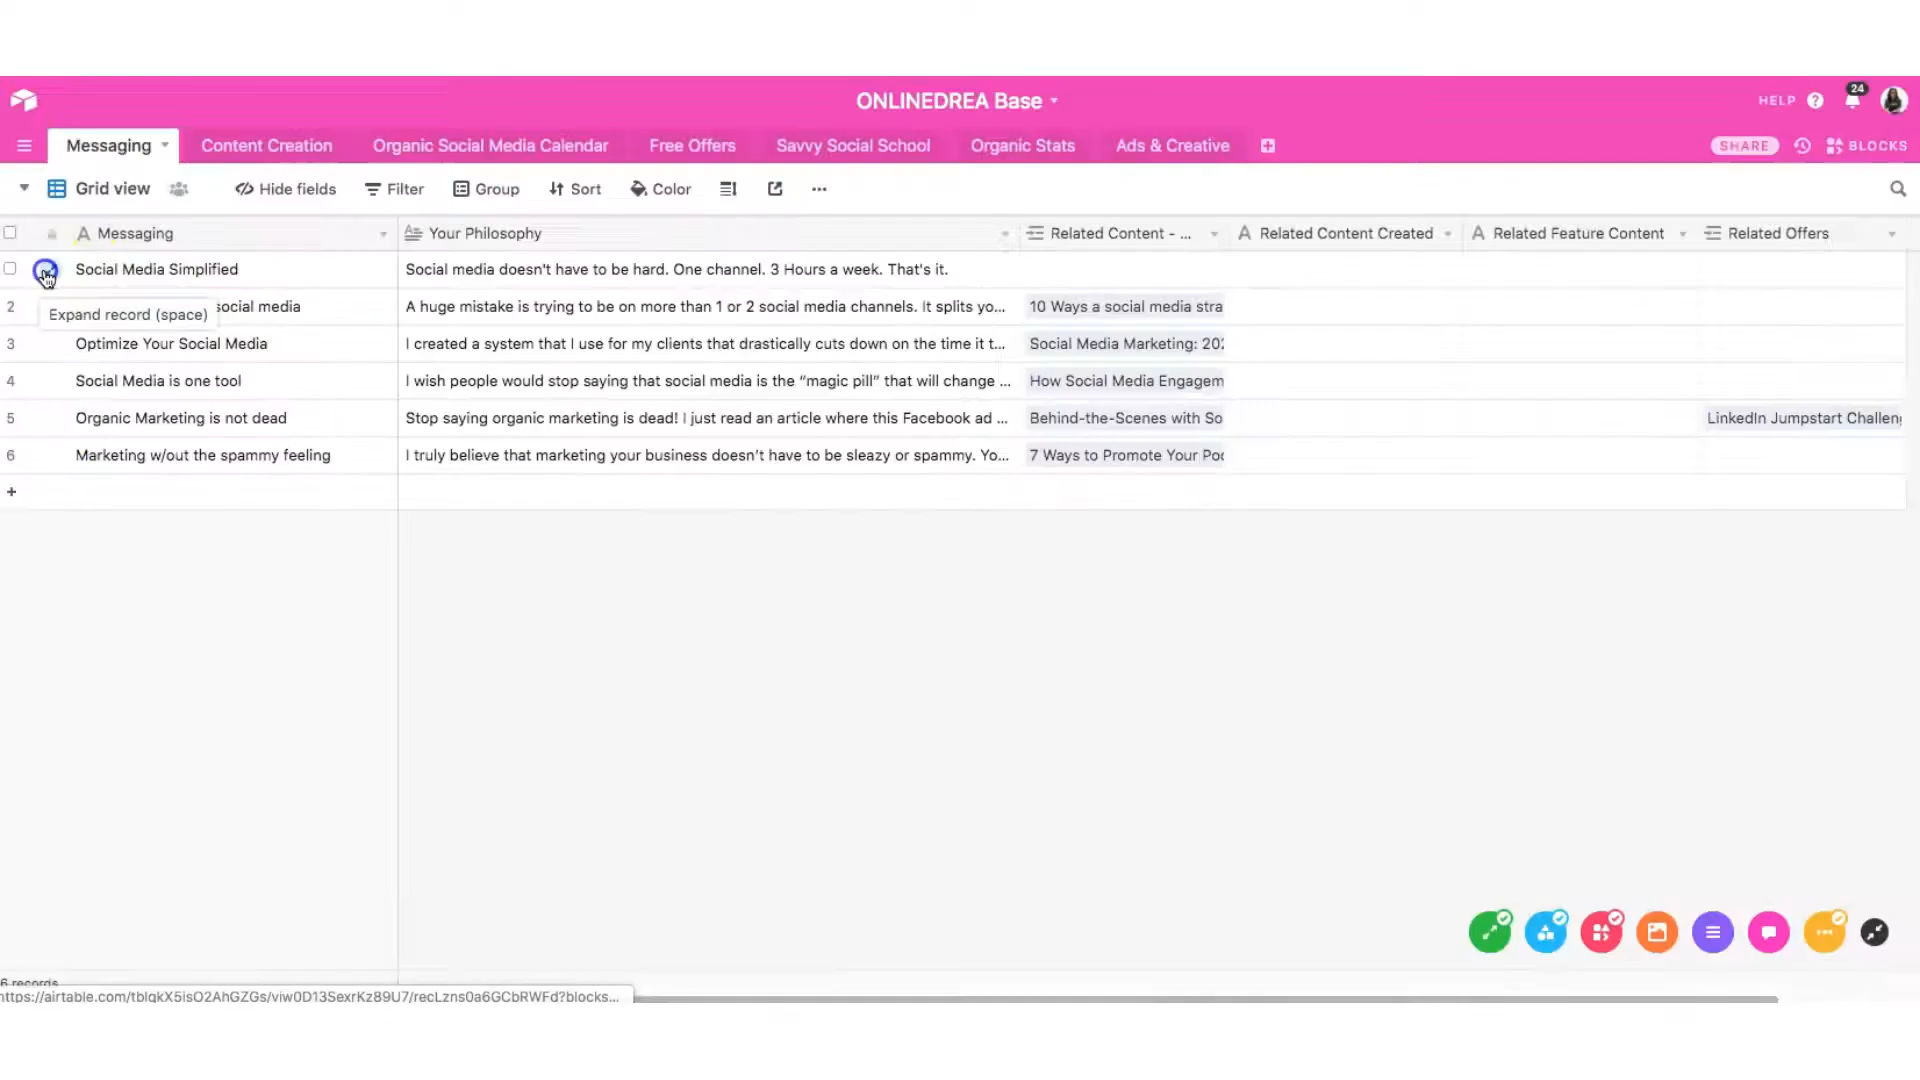 ONLINEDREA Base
HELP
24
Messaging
Content Creation
Organic Social Media Calendar
Free Offers
Savvy Social School
Organic Stats
Ads & Creative
SHARE
BLOCKS
Grid view
Hide fields
Filter
Group
Sort
Color
Messaging
Your Philosophy
Related Content - ...
Related Content Created
Related Feature Content
Related Offers
Social Media Simplified
Social media doesn't have to be hard. One channel. 3 Hours a week. That's it.
2
social media
A huge mistake is trying to be on more than 1 or 2 social media channels. It splits yo...
10 Ways a social media stra
Expand record (space)
3
Optimize Your Social Media
I created a system that I use for my clients that drastically cuts down on the time it t...
Social Media Marketing: 202
4
Social Media is one tool
I wish people would stop saying that social media is the “magic pill” that will change ...
How Social Media Engagem
5
Organic Marketing is not dead
Stop saying organic marketing is dead! I just read an article where this Facebook ad ...
Behind-the-Scenes with So
LinkedIn Jumpstart Challeng
6
Marketing w/out the spammy feeling
I truly believe that marketing your business doesn't have to be sleazy or spammy. Yo...
7 Ways to Promote Your Poc
6 records
https://airtable.com/tblqkX5isO2AhGZGs/viw0D13SexrKz89U7/recLzns0a6GCbRWFd?blocks...